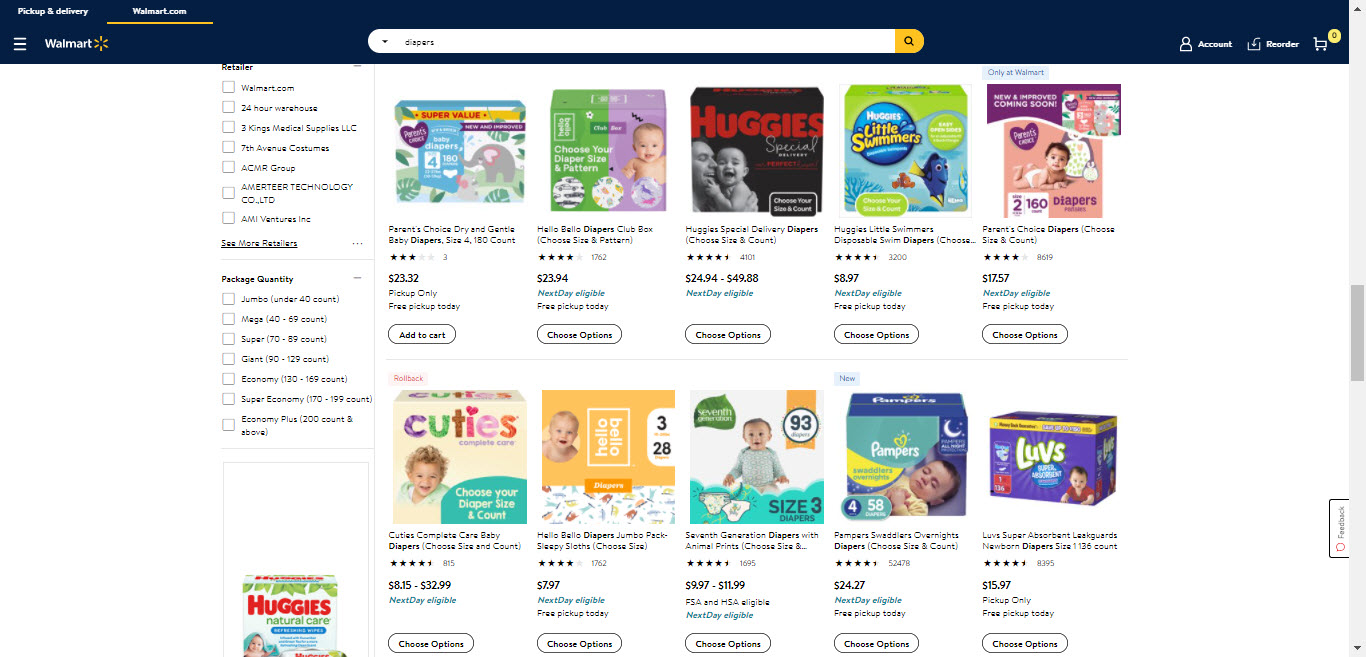 Pickup & delivery
Walmart.com
Walmart
diapers
Account
Reorder
0
Retailer
Walmart.com
24 hour warehouse
3 Kings Medical Supplies LLC
7th Avenue Costumes
ACMR Group
AMERTEER TECHNOLOGY
CO.,LTD
AMI Ventures Inc
See More Retailers
...
Package Quantity
Jumbo (under 40 count)
Mega (40 - 69 count)
Super (70 - 89 count)
Giant (90 - 129 count)
Economy (130 - 169 count)
Super Economy (170 - 199 count)
Economy Plus (200 count &
above)
HUGGIES
natural care
REFRESHING WIPES
SUPER VALUE
NEW AND IMPROVED
Parent's
CHOICE
baby
diapers
4
180
Parent's Choice Dry and Gentle
Baby Diapers, Size 4, 180 Count
3
$23.32
Pickup Only
Free pickup today
Add to cart
hello
bello
Club Box
Choose Your
Diaper Size
& Pattern
Hello Bello Diapers Club Box
(Choose Size & Pattern)
1762
$23.94
NextDay eligible
Free pickup today
Choose Options
HUGGIES
Special
DELIVERY
Choose Your
Size & Count
Huggies Special Delivery Diapers
(Choose Size & Count)
4101
$24.94 - $49.88
NextDay eligible
Choose Options
HUGGIES
Little
Swimmers
EASY
OPEN SIDES
Choose Your
Size & Count
Huggies Little Swimmers
Disposable Swim Diapers (Choose...
3200
$8.97
NextDay eligible
Free pickup today
Choose Options
Only at Walmart
NEW & IMPROVED
COMING SOON!
Parent's
CHOICE
SIZE
2
160
Diapers
Parent's Choice Diapers (Choose
Size & Count)
8619
$17.57
NextDay eligible
Free pickup today
Choose Options
Rollback
cuties
complete care
Choose your
Diaper Size
& Count
Cuties Complete Care Baby
Diapers (Choose Size and Count)
815
$8.15 - $32.99
NextDay eligible
Choose Options
hello
bello
3
28
Diapers
Hello Bello Diapers Jumbo Pack-
Sleepy Sloths (Choose Size)
1762
$7.97
NextDay eligible
Free pickup today
Choose Options
seventh
generation
93
diapers
SIZE 3
DIAPERS
Seventh Generation Diapers with
Animal Prints (Choose Size &...
1695
$9.97 - $11.99
FSA and HSA eligible
NextDay eligible
Choose Options
New
Pampers
PAMPERS
ALL NIGHT
PROTECTION
Pampers
swaddlers
overnights
4
58
DIAPERS
Pampers Swaddlers Overnights
Diapers (Choose Size & Count)
52478
$24.27
NextDay eligible
Free pickup today
Choose Options
Luvs
SUPER
ABSORBENT
1
136
Luvs Super Absorbent Leakguards
Newborn Diapers Size 1 136 count
8395
$15.97
Pickup Only
Free pickup today
Choose Options
Feedback